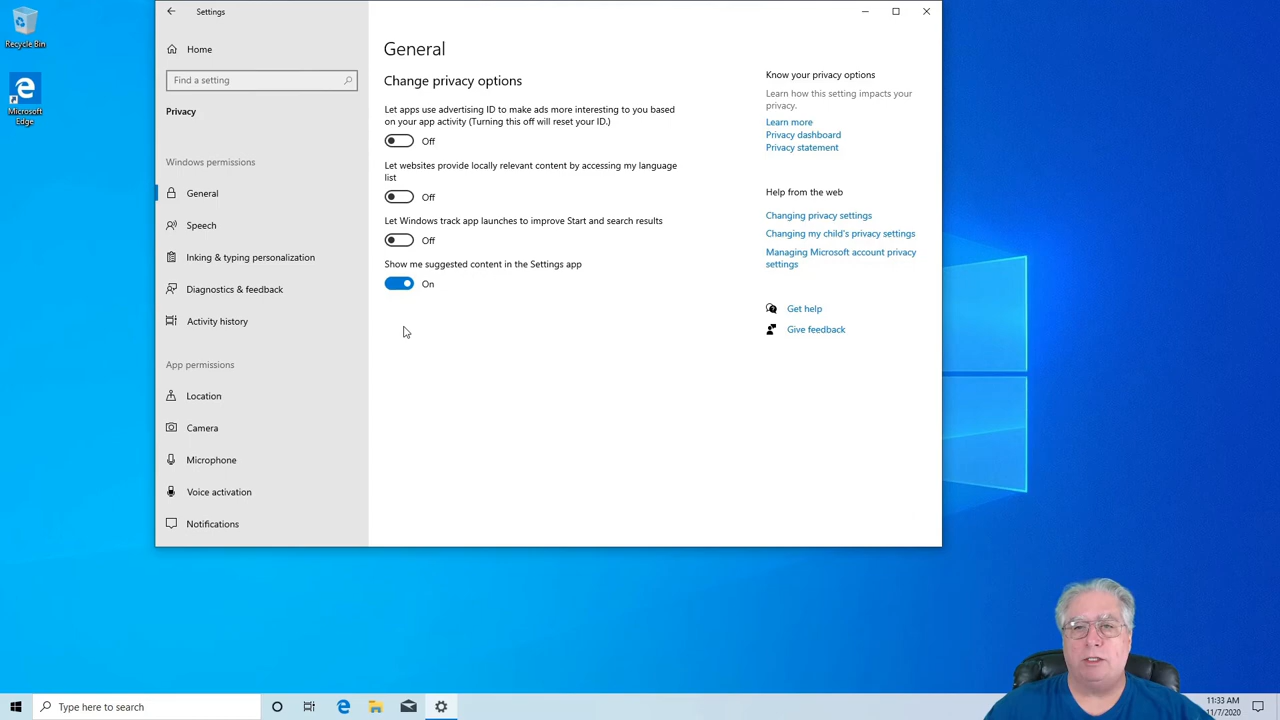 Recycle Bin
Microsoft
Edge
Settings
Home
Find a setting
Privacy
Windows permissions
General
Speech
Inking & typing personalization
Diagnostics & feedback
Activity history
App permissions
Location
Camera
Microphone
Voice activation
Notifications
General
Change privacy options
Let apps use advertising ID to make ads more interesting to you based
on your app activity (Turning this off will reset your ID.)
Off
Let websites provide locally relevant content by accessing my language
list
Off
Let Windows track app launches to improve Start and search results
Off
Show me suggested content in the Settings app
On
Know your privacy options
Learn how this setting impacts your
privacy.
Learn more
Privacy dashboard
Privacy statement
Help from the web
Changing privacy settings
Changing my child's privacy settings
Managing Microsoft account privacy
settings
Get help
Give feedback
Type here to search
11:33 AM
11/7/2020